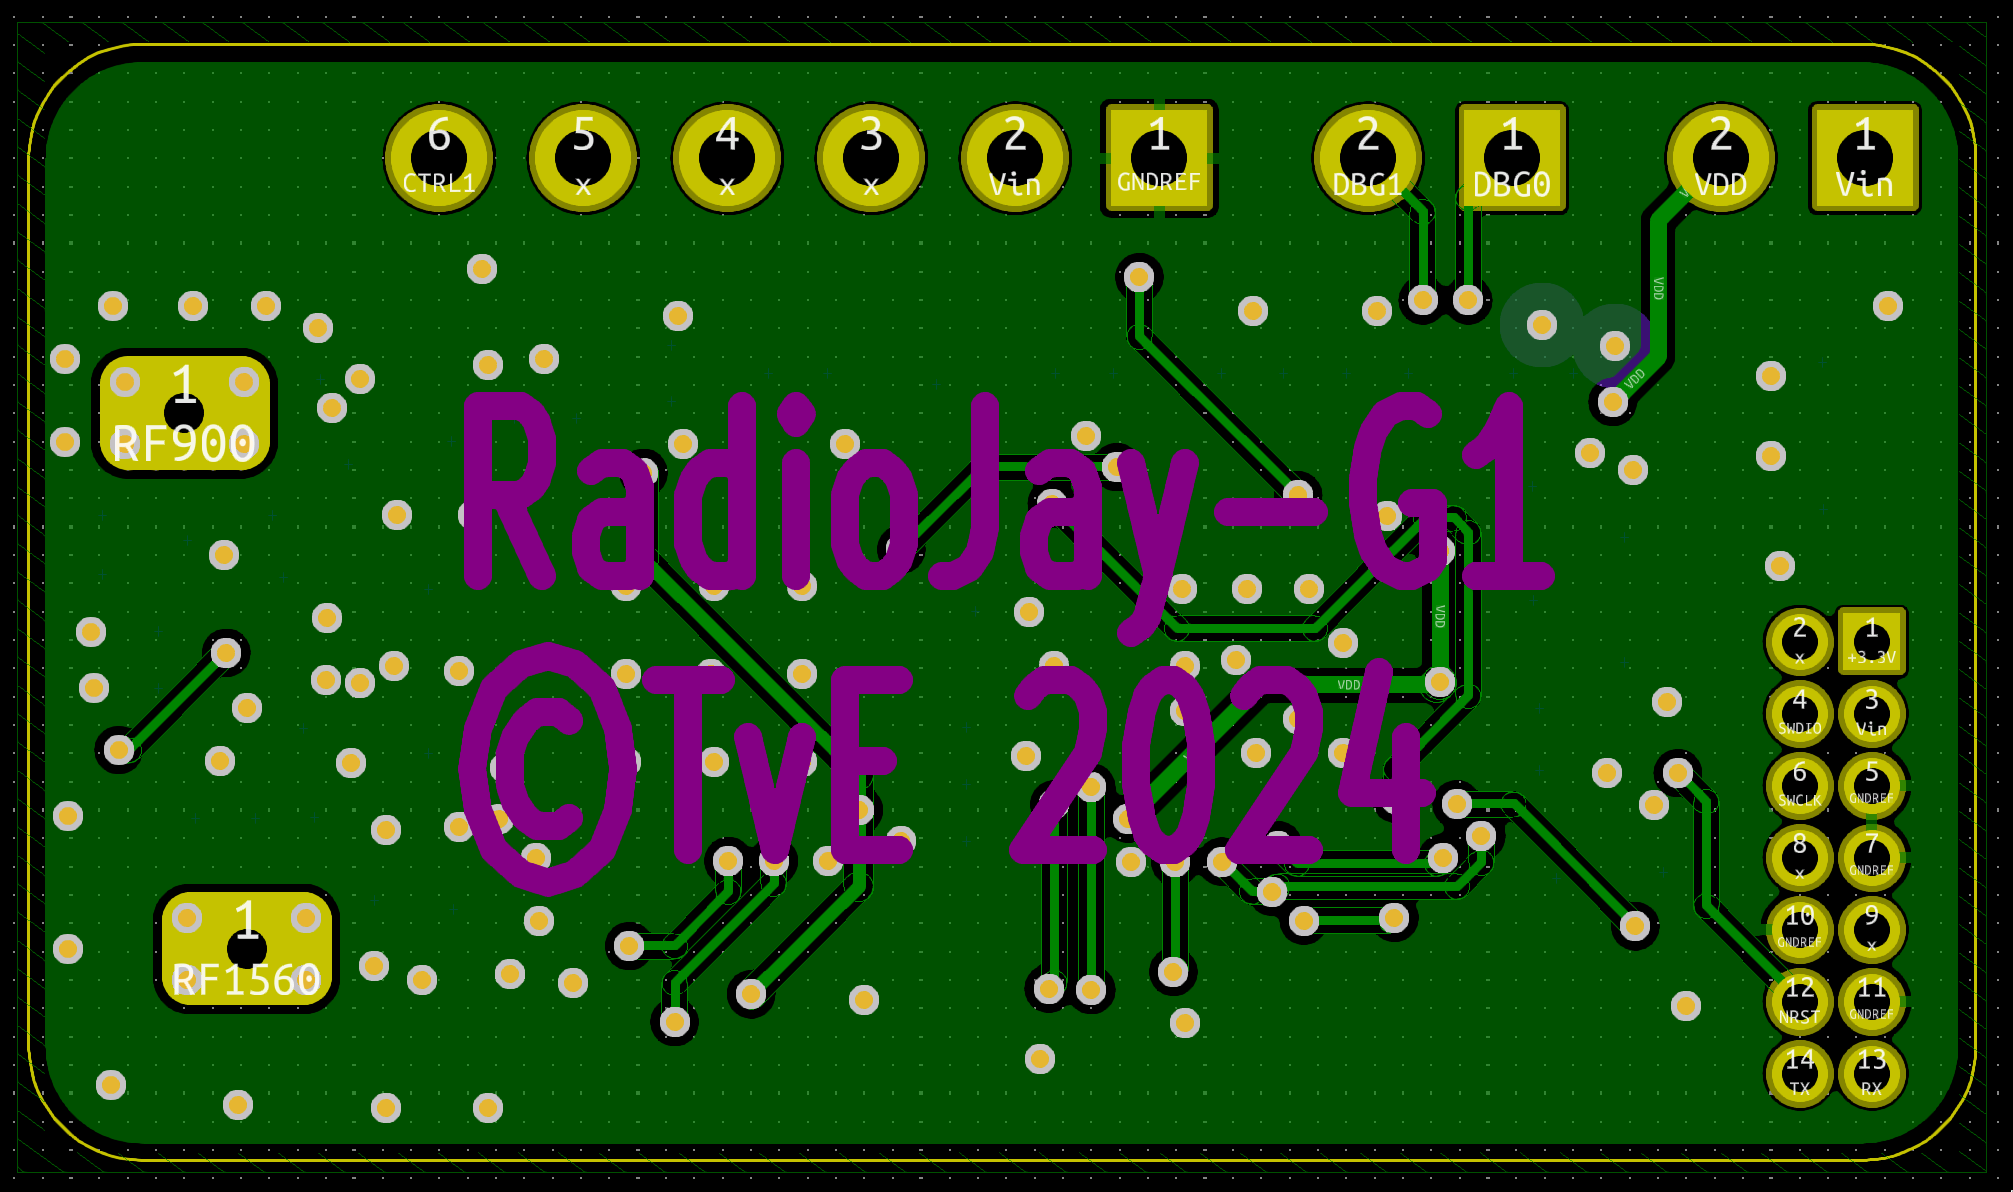 6 5 4 3 2 1 2 1 2 1
CTRL1 x x x Vin GNDREF DBG1 DBG0 VDD Vin
VDD
VDD
1
RF900
RadioJay-G1
VDD
2 1
x +3.3V
VDD
©TvE 2024
4 3
SWDIO Vin
6 5
SWCLK GNDREF
8 7
x GNDREF
1
RF1560
10 9
GNDREF x
12 11
NRST GNDREF
14 13
TX RX